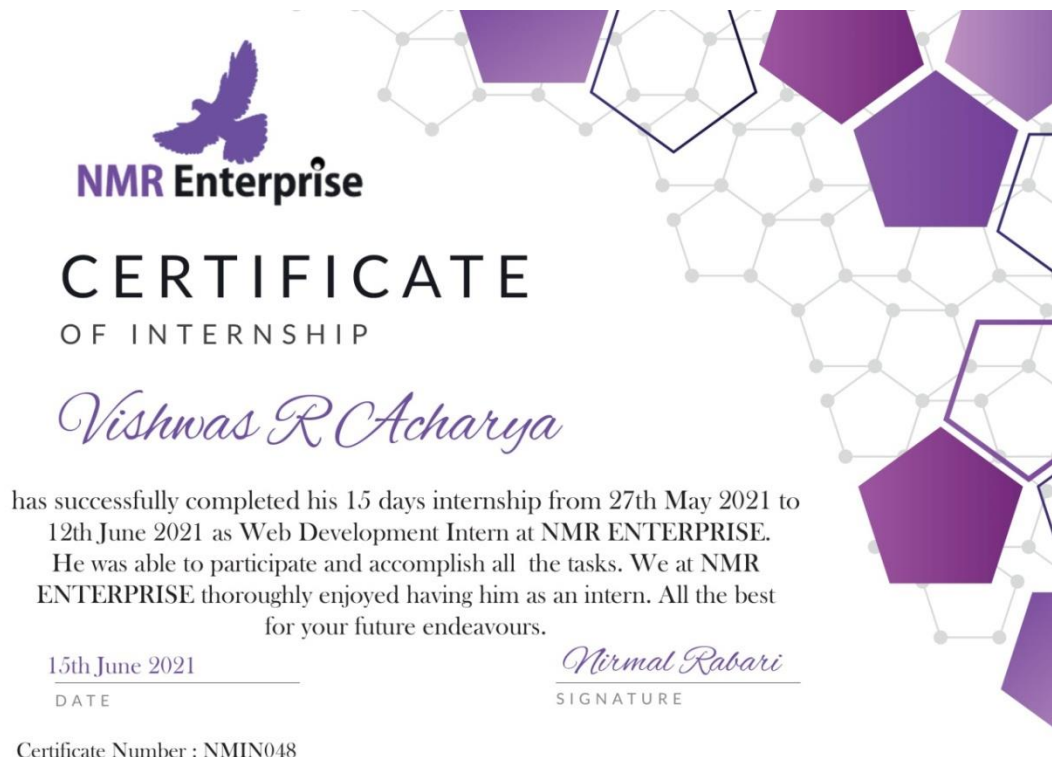 NMR Enterprise
CERTIFICATE
OF INTERNSHIP
Vishwas R Acharya
has successfully completed his 15 days internship from 27th May 2021 to
12th June 2021 as Web Development Intern at NMR ENTERPRISE.
He was able to participate and accomplish all the tasks. We at NMR
ENTERPRISE thoroughly enjoyed having him as an intern. All the best
for your future endeavours.
15th June 2021
DATE
Nirmal Rabari
SIGNATURE
Certificate Number : NMIN048